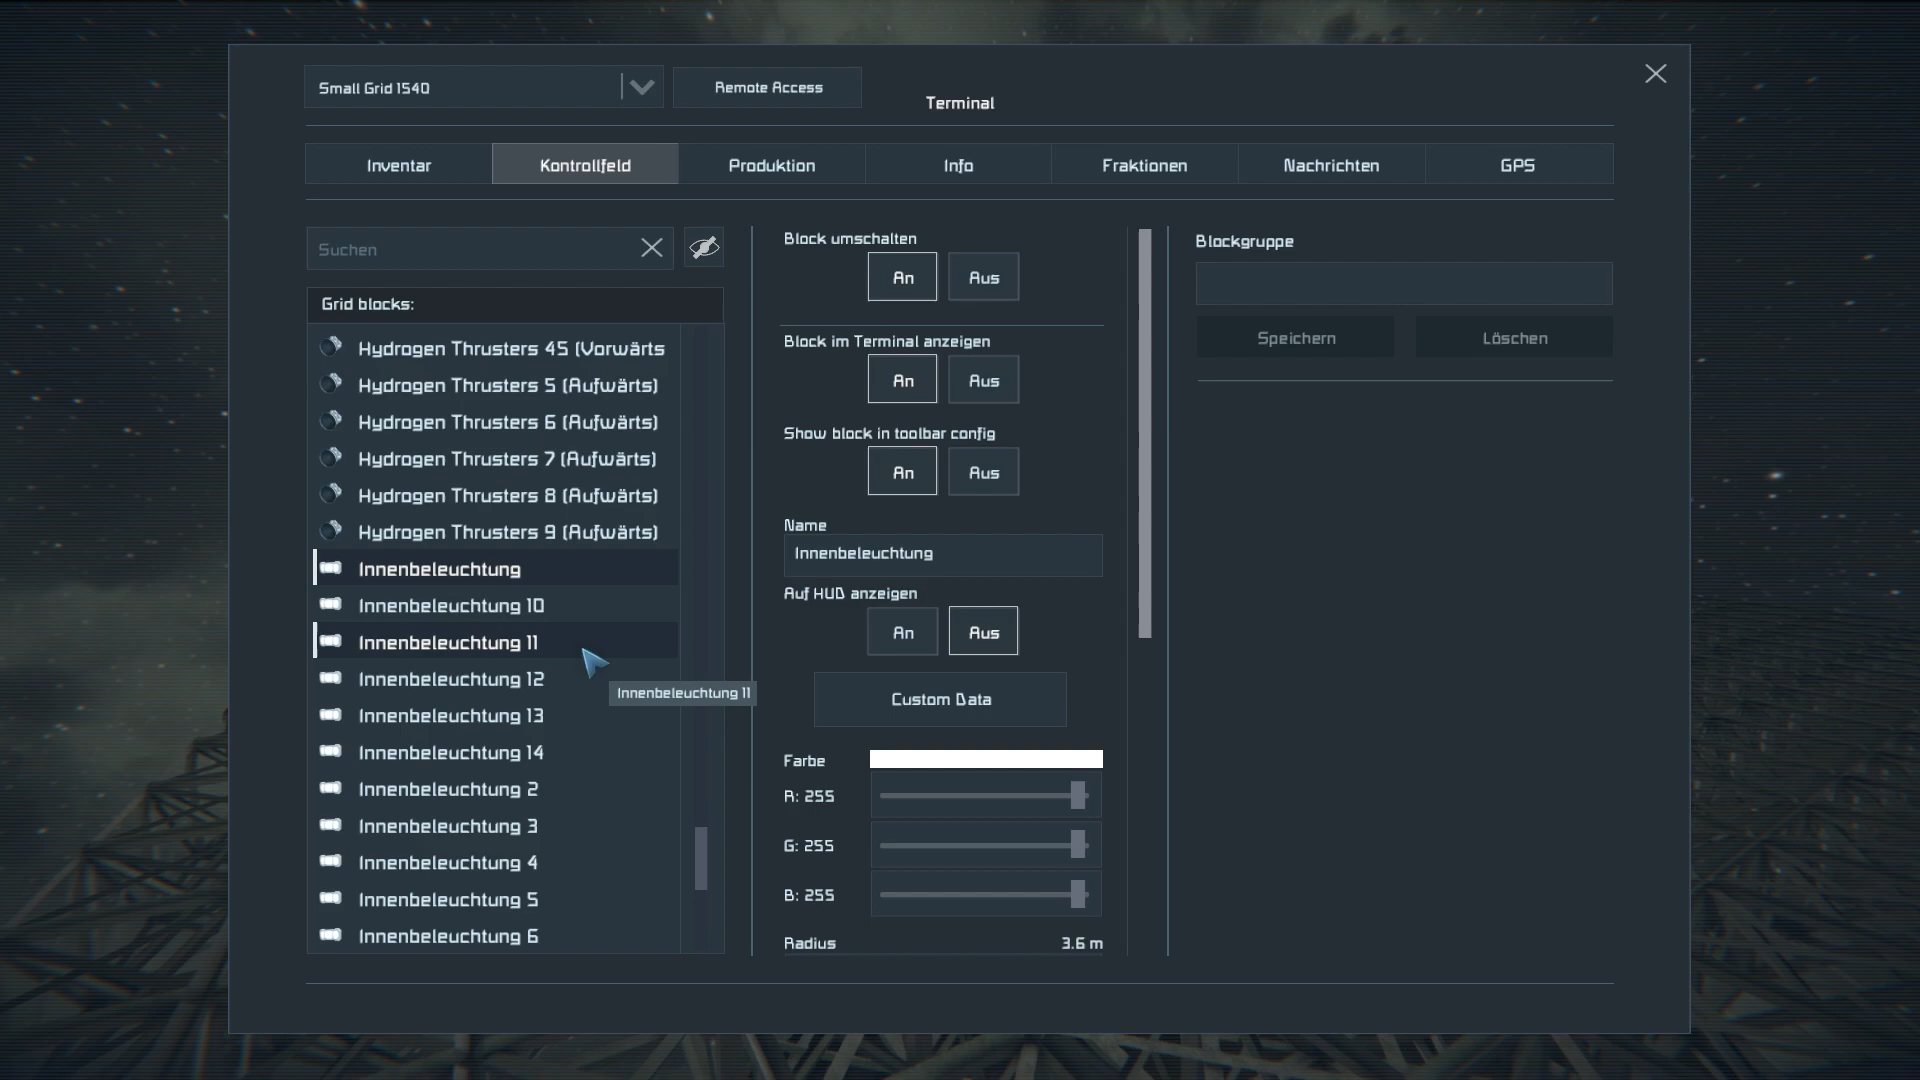 Small Grid 1540
Remote Access
Terminal
Inventar
Kontrollfeld
Produktion
Info
Fraktionen
Nachrichten
GPS
Suchen
Grid blocks:
Hydrogen Thrusters 45 (Vorwärts
Hydrogen Thrusters 5 (Aufwärts)
Hydrogen Thrusters 6 (Aufwärts)
Hydrogen Thrusters 7 (Aufwärts)
Hydrogen Thrusters 8 (Aufwärts)
Hydrogen Thrusters 9 (Aufwärts)
Innenbeleuchtung
Innenbeleuchtung 10
Innenbeleuchtung 11
Innenbeleuchtung 12
Innenbeleuchtung 13
Innenbeleuchtung 14
Innenbeleuchtung 2
Innenbeleuchtung 3
Innenbeleuchtung 4
Innenbeleuchtung 5
Innenbeleuchtung 6
Innenbeleuchtung 11
Block umschalten
An Aus
Block im Terminal anzeigen
An Aus
Show block in toolbar config
An Aus
Name
Innenbeleuchtung
Auf HUD anzeigen
An Aus
Custom Data
Farbe
R: 255
G: 255
B: 255
Radius 3.6 m
Blockgruppe
Speichern Löschen